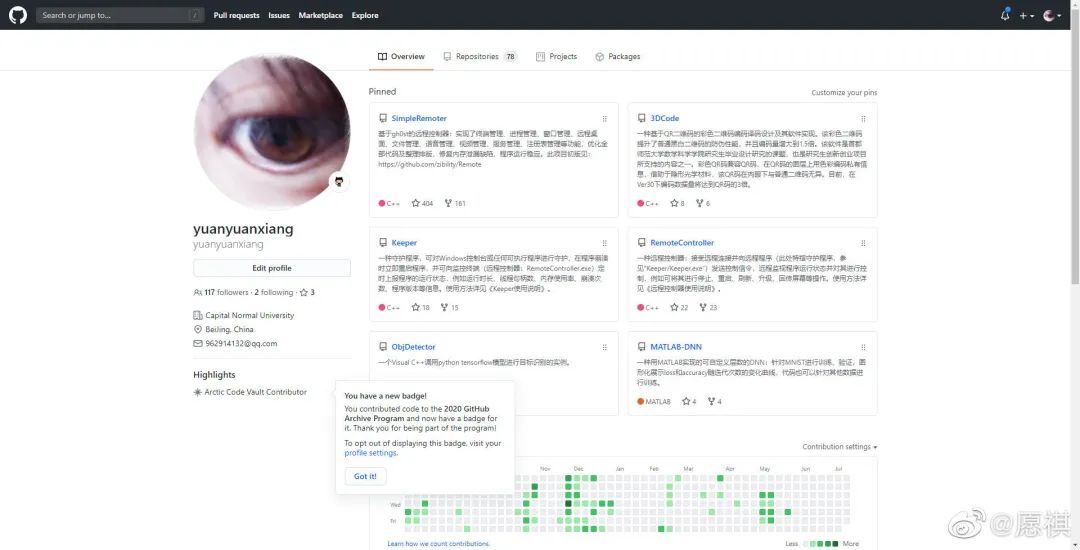 Search or jump to... /
Pull requests Issues Marketplace Explore
Overview Repositories 78 Projects Packages
Pinned
Customize your pins
SimpleRemoter
基于gh0st的远程控制器：实现了终端管理、进程管理、窗口管理、远程桌
面、文件管理、语音管理、视频管理、服务管理、注册表管理等功能，优化全
部代码及整理排版，修复内存泄漏缺陷，程序运行稳定。此项目初版见：
https://github.com/zibility/Remote
C++ 404 161
3DCode
一种基于QR二维码的彩色二维码编码译码设计及其软件实现。该彩色二维码
提升了普通黑白二维码的防伪性能，并且编码量增大到1.5倍。该软件是首都
师范大学数学科学学院研究生毕业设计研究的课题，也是研究生创新创业项目
所支持的内容之一。彩色QR码兼容QR码，在QR码的图层上用色彩编码私有信
息，借助于隐形光学材料，该QR码在肉眼下与普通二维码无异。目前，在
Ver30下编码数据量将达到QR码的3倍。
C++ 8 6
yuanyuanxiang
yuanyuanxiang
Edit profile
117 followers · 2 following · 3
Capital Normal University
BeiJing, China
962914132@qq.com
Highlights
Arctic Code Vault Contributor
Keeper
一种守护程序，可对Windows控制台或任何可执行程序进行守护，在程序崩溃
时立即重启程序，并可向监控终端（远程控制器：RemoteController.exe）定
时上报程序的运行状态，例如运行时长、线程句柄数、内存使用率、崩溃次
数、程序版本等信息。使用方法详见《Keeper使用说明》。
C++ 18 15
RemoteController
一种远程控制器：接受远程连接并向远程程序（此处特指守护程序，参
见"Keeper/Keeper.exe"）发送控制指令，远程监视程序运行状态并对其进行控
制，例如可将其进行停止、重启、刷新、升级、回传屏幕等操作。使用方法详
见《远程控制器使用说明》。
C++ 22 23
ObjDetector
一个Visual C++调用python tensorflow模型进行目标识别的实例。
MATLAB-DNN
一种用MATLAB实现的可自定义层数的DNN：针对MNIST进行训练、验证，图
形化展示loss和accuracy随迭代次数的变化曲线，代码也可以针对其他数据进
行训练。
MATLAB 4 4
You have a new badge!
You contributed code to the 2020 GitHub
Archive Program and now have a badge for
it. Thank you for being part of the program!
To opt out of displaying this badge, visit your
profile settings.
Got it!
Contribution settings
Nov Dec Jan Feb Mar Apr May Jun Jul
Wed
Fri
Learn how we count contributions.
Less More
@愿祺